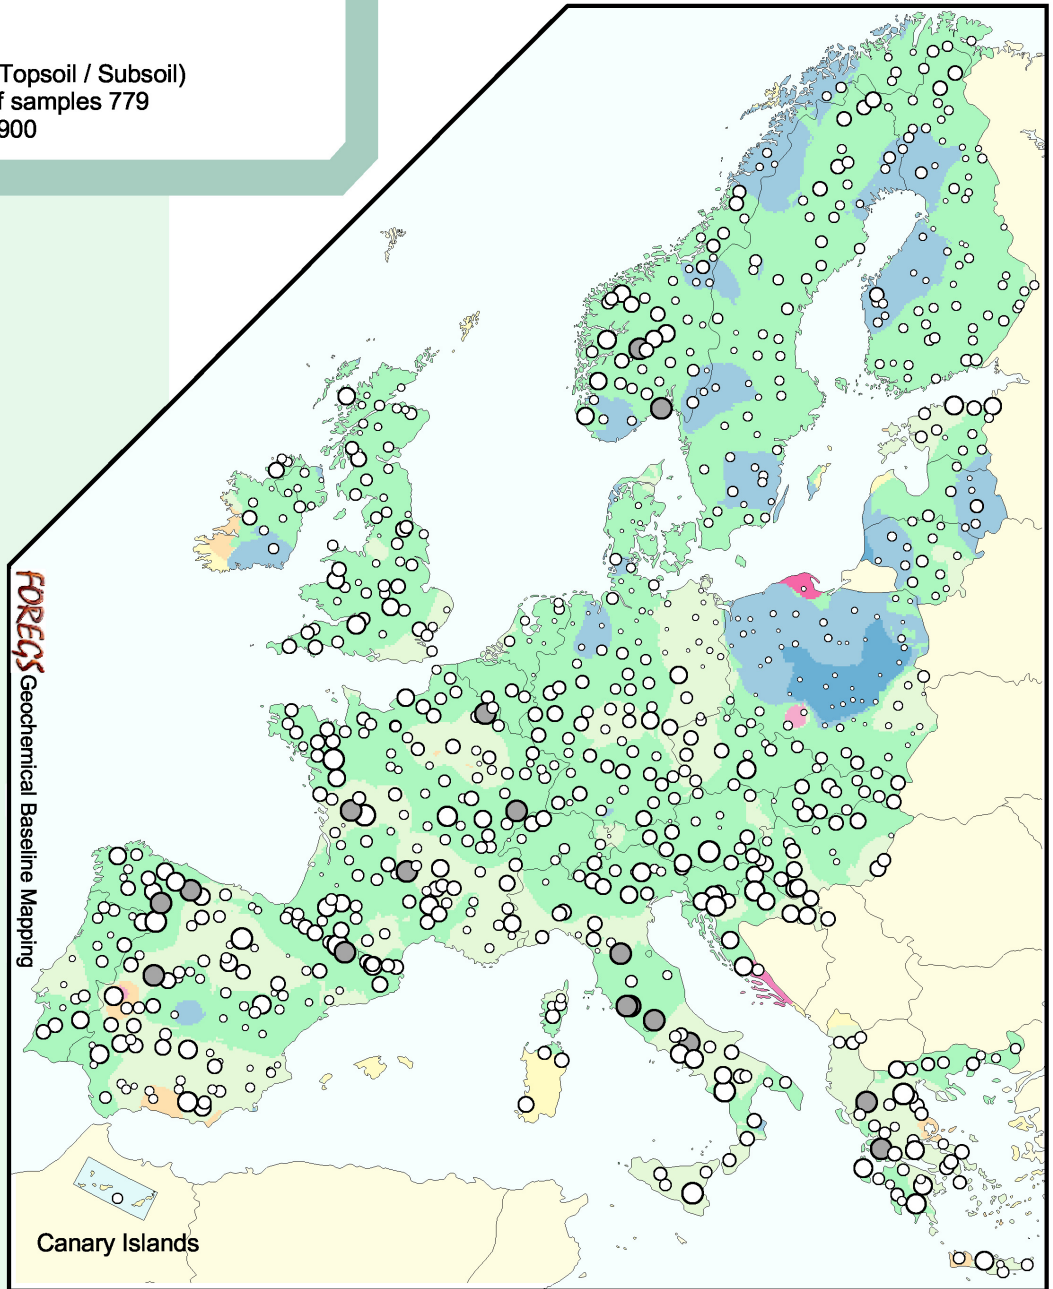 (Topsoil / Subsoil)
f samples 779
900
FOREGS Geochemical Baseline Mapping
Canary Islands